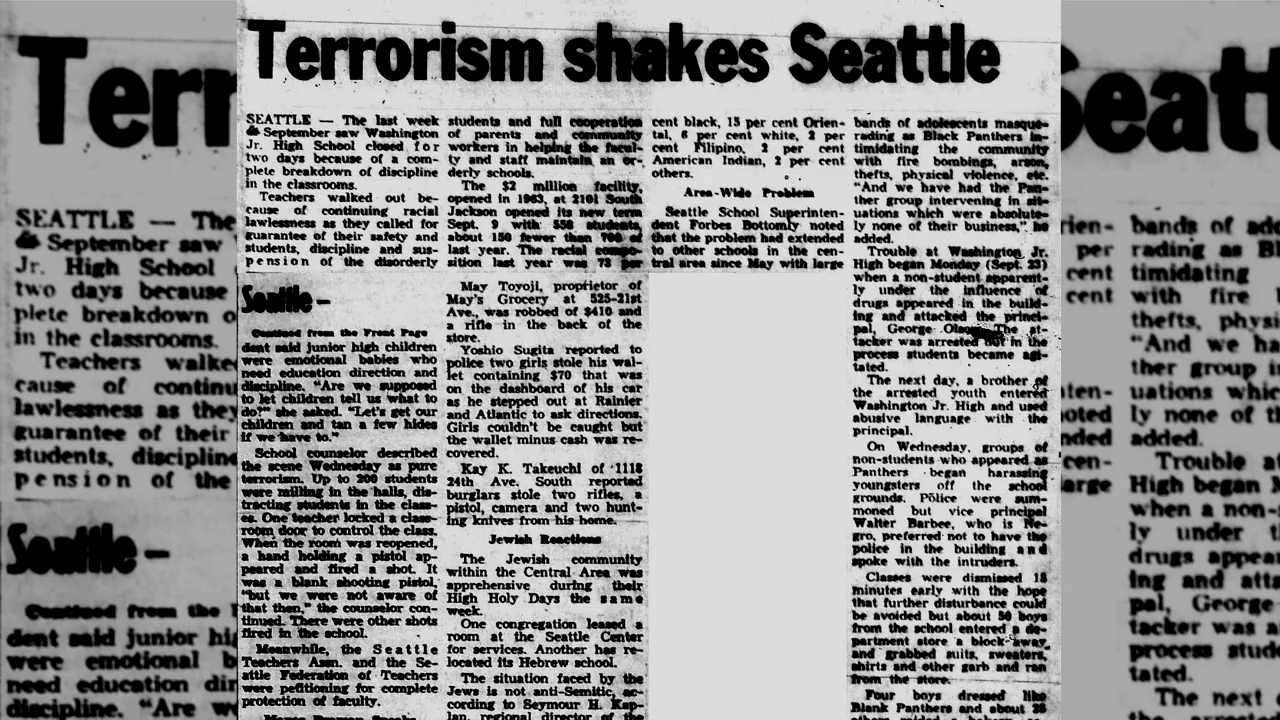 Terrorism shakes Seattle
SEATTLE — The last week
September saw Washington
Jr. High School closed for
two days because of a com-
plete breakdown of discipline
in the classrooms.
Teachers walked out be-
cause of continuing racial
lawlessness as they called for
guarantee of their safety and
students, discipline and sus-
pension of the disorderly
students and full cooperation
of parents and community
workers in helping the facul-
ty and staff maintain an or-
derly schools.
The $2 million facility,
opened in 1963, at 2101 South
Jackson opened its new term
Sept. 9 with 558 students,
about 150 fewer than 700 of
last year. The racial compo-
sition last year was 73 per
cent black, 15 per cent Orien-
tal, 6 per cent white, 2 per
cent Filipino, 2 per cent
American Indian, 2 per cent
others.
Area-Wide Problem
Seattle School Superinten-
dent Forbes Bottomly noted
that the problem had extended
to other schools in the cen-
tral area since May with large
bands of adolescents masque-
rading as Black Panthers in-
timidating the community
with fire bombings, arson,
thefts, physical violence, etc.
"And we have had the Pan-
ther group intervening in sit-
uations which were absolute-
ly none of their business," he
added.
Trouble at Washington Jr.
High began Monday (Sept. 23)
when a non-student apparent-
ly under the influence of
drugs appeared in the build-
ing and attacked the princi-
pal, George Olson. The at-
tacker was arrested but in the
process students became agi-
tated.
The next day, a brother of
the arrested youth entered
Washington Jr. High and used
abusive language with the
principal.
On Wednesday, groups of
non-students who appeared as
Panthers began harassing
youngsters off the school
grounds. Police were sum-
moned but vice principal
Walter Barbee, who is Ne-
gro, preferred not to have the
police in the building and
spoke with the intruders.
Classes were dismissed 15
minutes early with the hope
that further disturbance could
be avoided but about 50 boys
from the school entered a de-
partment store a block away
and grabbed suits, sweaters,
shirts and other garb and ran
from the store.
Four boys dressed like
Blank Panthers and about
Seattle —
Continued from the Front Page
dent said junior high children
were emotional babies who
need education direction and
discipline. "Are we supposed
to let children tell us what to
do?" she asked. "Let's get our
children and tan a few hides
if we have to."
School counselor described
the scene Wednesday as pure
terrorism. Up to 200 students
were milling in the halls, dis-
tracting students in the class-
es. One teacher locked a class-
room door to control the class.
When the room was reopened,
a hand holding a pistol ap-
peared and fired a shot. It
was a blank shooting pistol,
"but we were not aware of
that then," the counselor con-
tinued. There were other shots
fired in the school.
Meanwhile, the Seattle
Teachers Assn. and the Se-
attle Federation of Teachers
were petitioning for complete
protection of faculty.
May Toyoji, proprietor of
May's Grocery at 525-21st
Ave., was robbed of $410 and
a rifle in the back of the
store.
Yoshio Sugita reported to
police two girls stole his wal-
let containing $70 that was
on the dashboard of his car
as he stepped out at Rainier
and Atlantic to ask directions.
Girls couldn't be caught but
the wallet minus cash was re-
covered.
Kay K. Takeuchi of 1118
24th Ave. South reported
burglars stole two rifles, a
pistol, camera and two hunt-
ing knives from his home.
Jewish Reactions
The Jewish community
within the Central Area was
apprehensive during their
High Holy Days the same
week.
One congregation leased a
room at the Seattle Center
for services. Another has re-
located its Hebrew school.
The situation faced by the
Jews is not anti-Semitic, ac-
cording to Seymour H. Kap-
lan, regional director of the